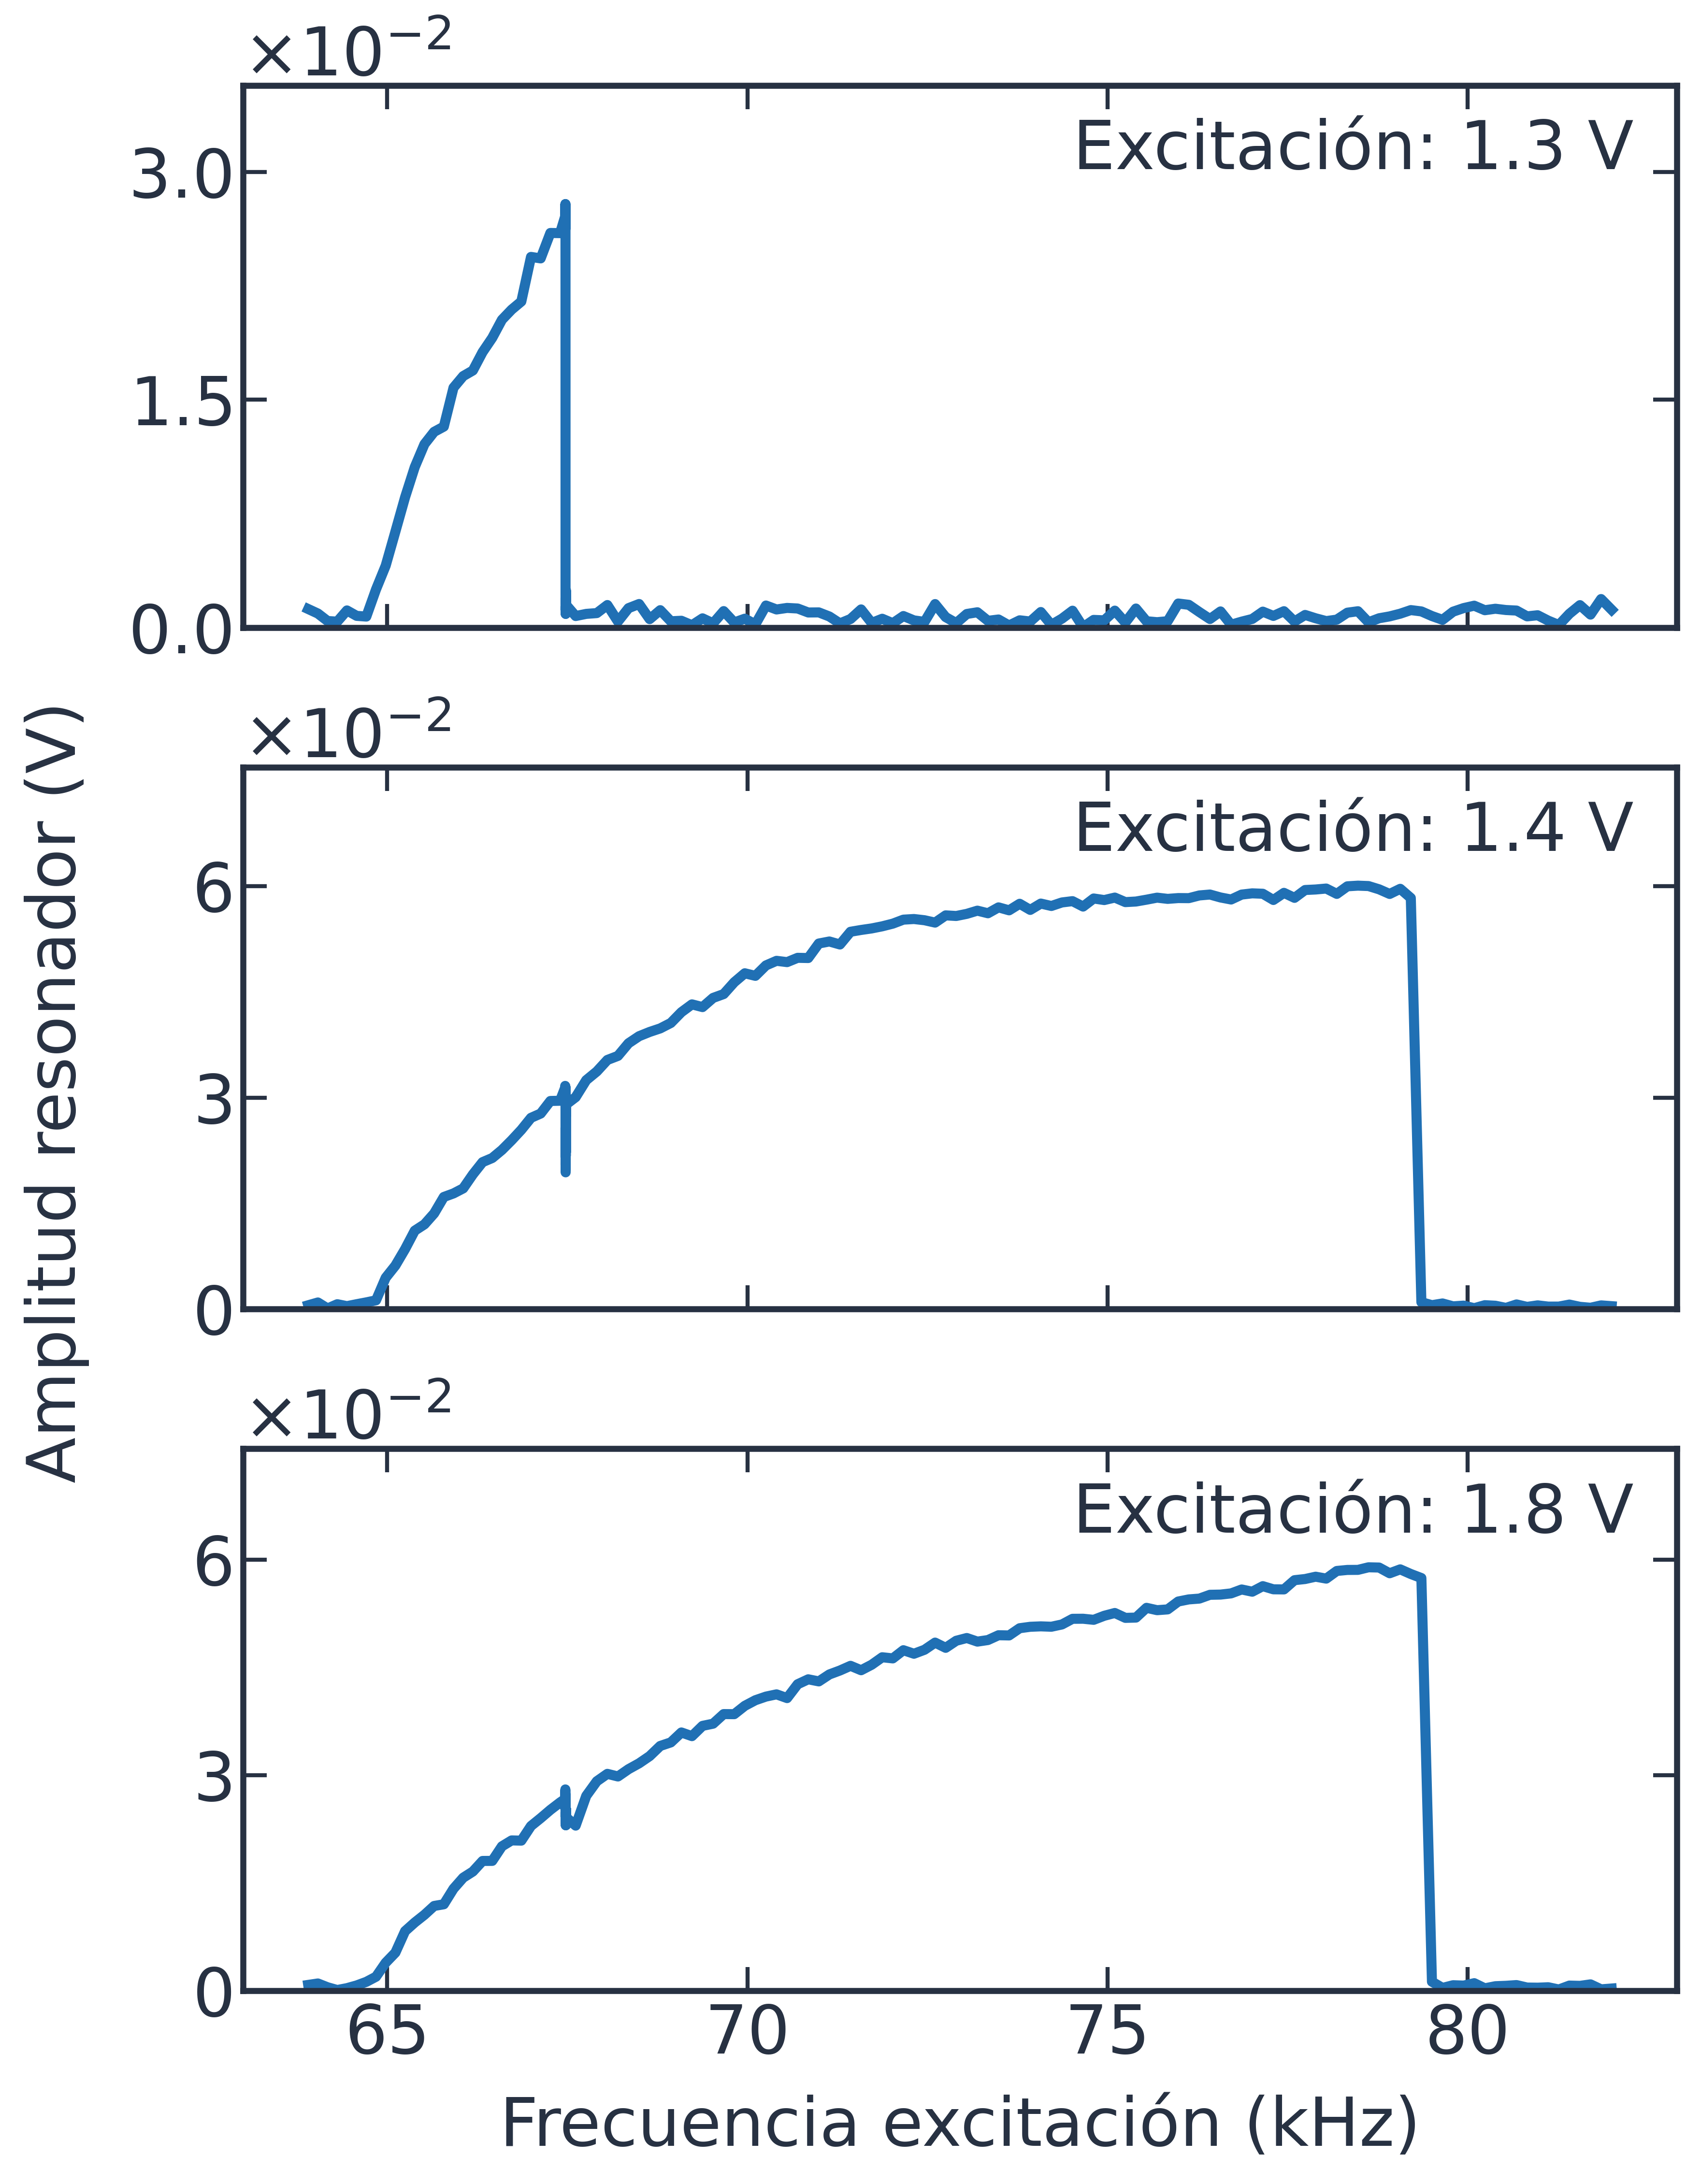 ×10⁻²
Excitación: 1.3 V
3.0
1.5
0.0
Amplitud resonador (V)
×10⁻²
Excitación: 1.4 V
6
3
0
×10⁻²
Excitación: 1.8 V
6
3
0
65 70 75 80
Frecuencia excitación (kHz)